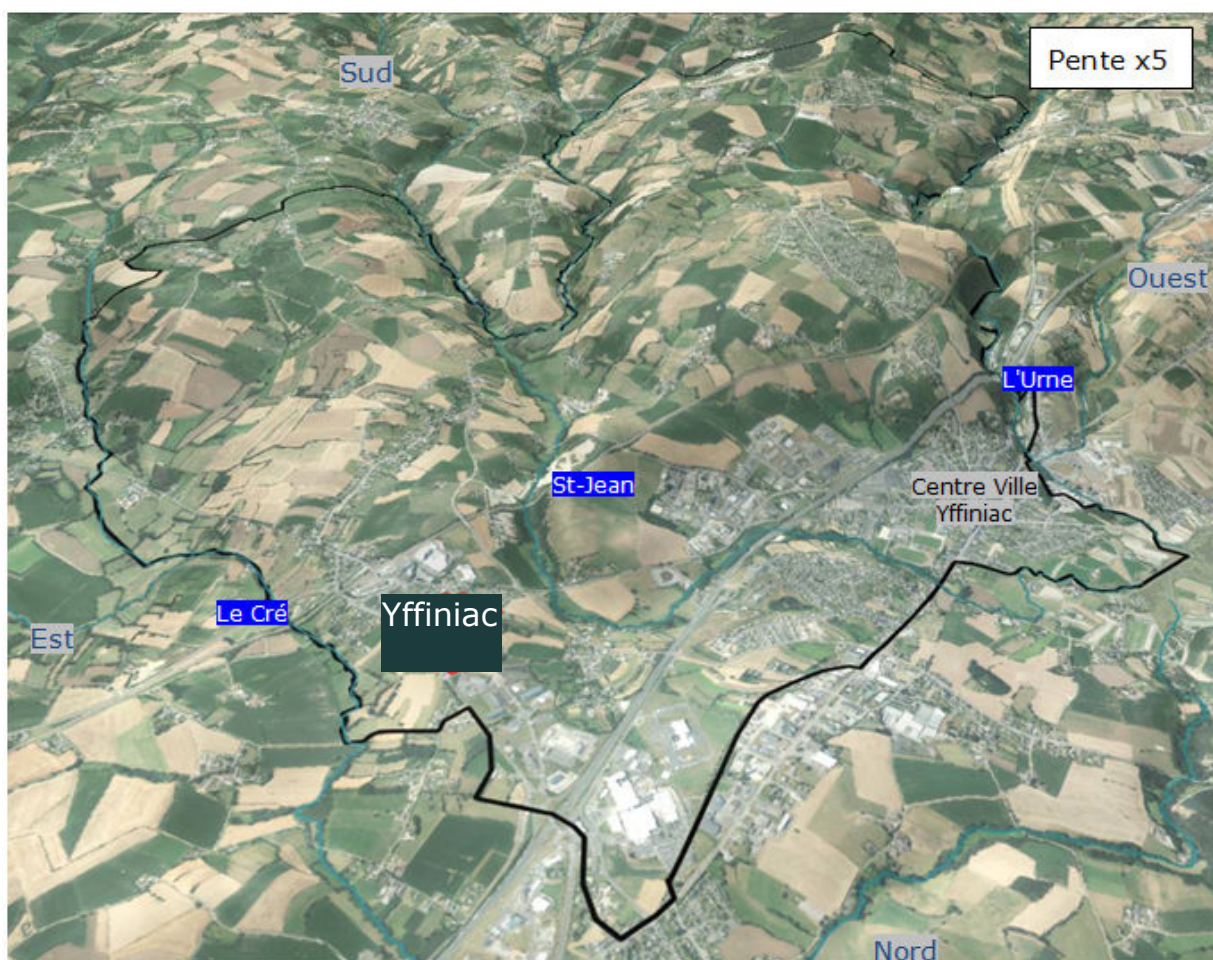 Sud
Pente x5
Ouest
L'Urne
St-Jean
Centre Ville
Yffiniac
Le Cré
Yffiniac
Est
Nord